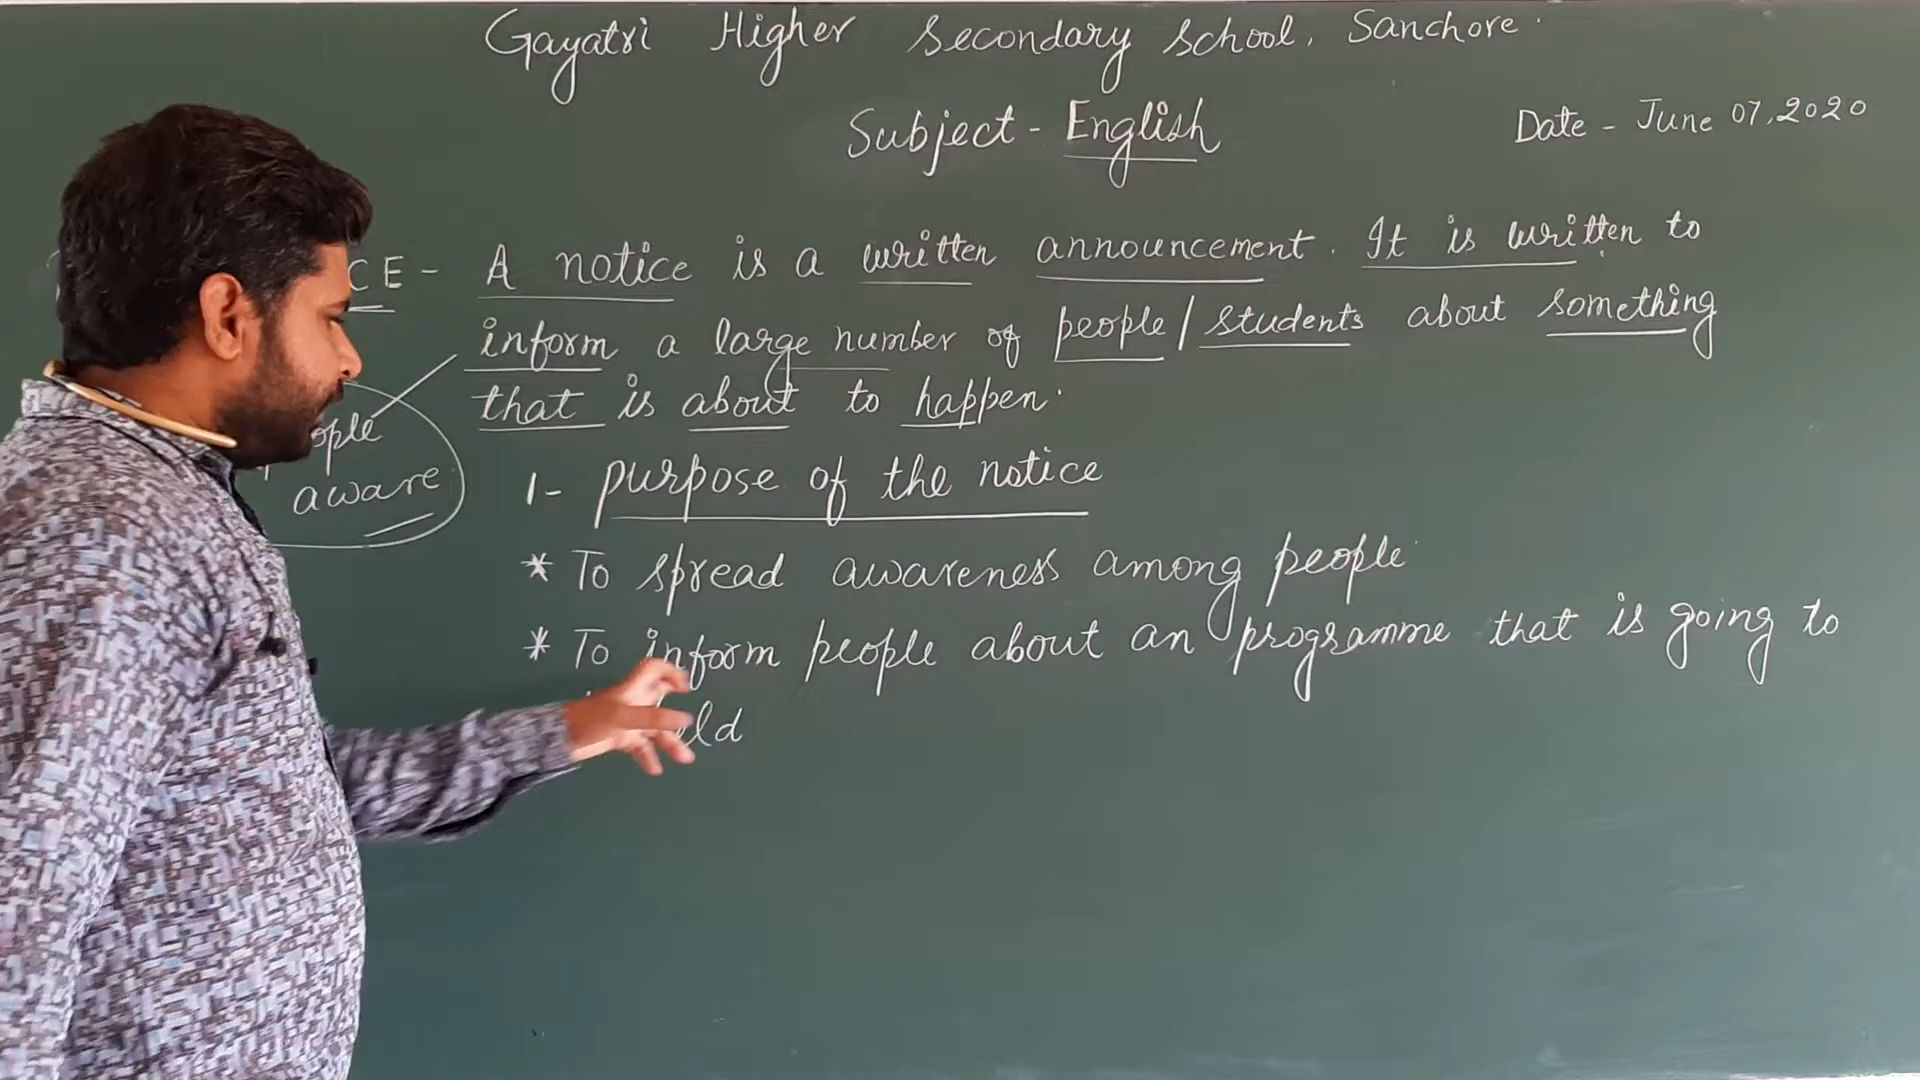 Gayatri Higher Secondary School, Sanchore.
Subject - English
Date - June 07, 2020
CE - A notice is a written announcement. It is written to
inform a large number of people / students about something
that is about to happen.
ople
aware
1- purpose of the notice
* To spread awareness among people
* To inform people about an programme that is going to
eld